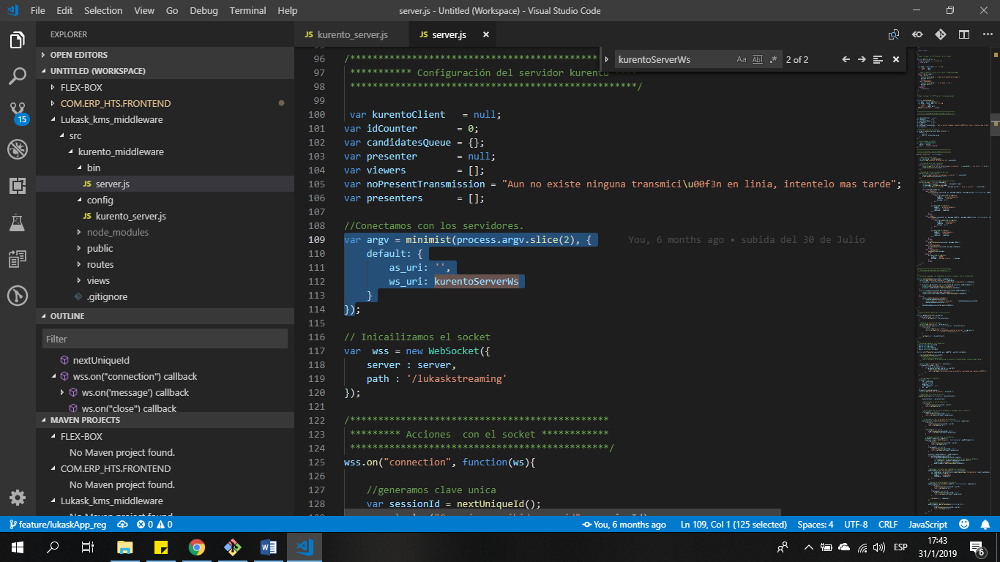 File Edit Selection View Go Debug Terminal Help
server.js - Untitled (Workspace) - Visual Studio Code
EXPLORER
OPEN EDITORS
UNTITLED (WORKSPACE)
FLEX-BOX
COM.ERP_HTS.FRONTEND
Lukask_kms_middleware
src
kurento_middleware
bin
JS server.js
config
JS kurento_server.js
node_modules
public
routes
views
.gitignore
15
OUTLINE
Filter
nextUniqueId
wss.on("connection") callback
ws.on('message') callback
ws.on("close") callback
MAVEN PROJECTS
FLEX-BOX
No Maven project found.
COM.ERP_HTS.FRONTEND
No Maven project found.
Lukask_kms_middleware
JS kurento_server.js
JS server.js
kurentoServerWs Aa Abl .* 2 of 2
96 /*********************************************
97 *********** Configuración del servidor kurento
98 ***************************************************/
99
100 var kurentoClient = null;
101 var idCounter = 0;
102 var candidatesQueue = {};
103 var presenter = null;
104 var viewers = [];
105 var noPresentTransmission = "Aun no existe ninguna transmici\u00f3n en linia, intentelo mas tarde";
106 var presenters = [];
107
108 //Conectamos con los servidores.
109 var argv = minimist(process.argv.slice(2), { You, 6 months ago • subida del 30 de Julio
110 default: {
111 as_uri: '',
112 ws_uri: kurentoServerWs
113 }
114 });
115
116 // Inicailizamos el socket
117 var wss = new WebSocket({
118 server : server,
119 path : '/lukaskstreaming'
120 });
121
122 /**********************************************
123 ********* Acciones con el socket ************
124 **********************************************/
125 wss.on("connection", function(ws){
126
127 //generamos clave unica
128 var sessionId = nextUniqueId();
feature/lukaskApp_reg 0 0 You, 6 months ago Ln 109, Col 1 (125 selected) Spaces: 4 UTF-8 CRLF JavaScript
ESP
17:43
31/1/2019
6